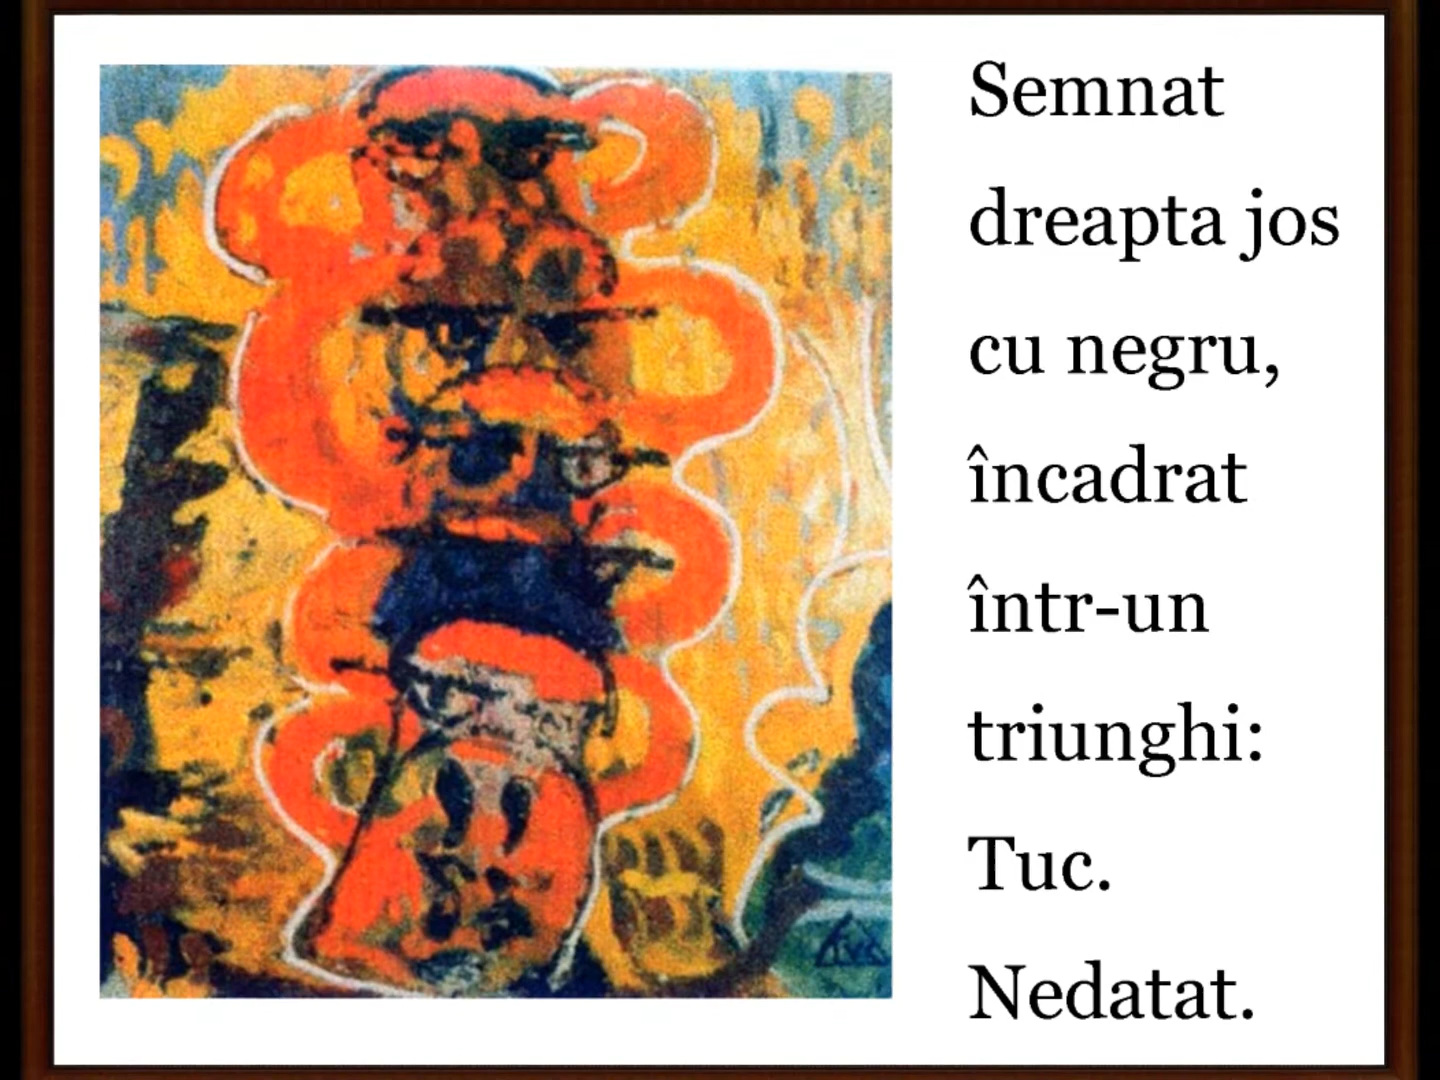 Semnat
dreapta jos
cu negru,
încadrat
într-un
triunghi:
Tuc.
Nedatat.